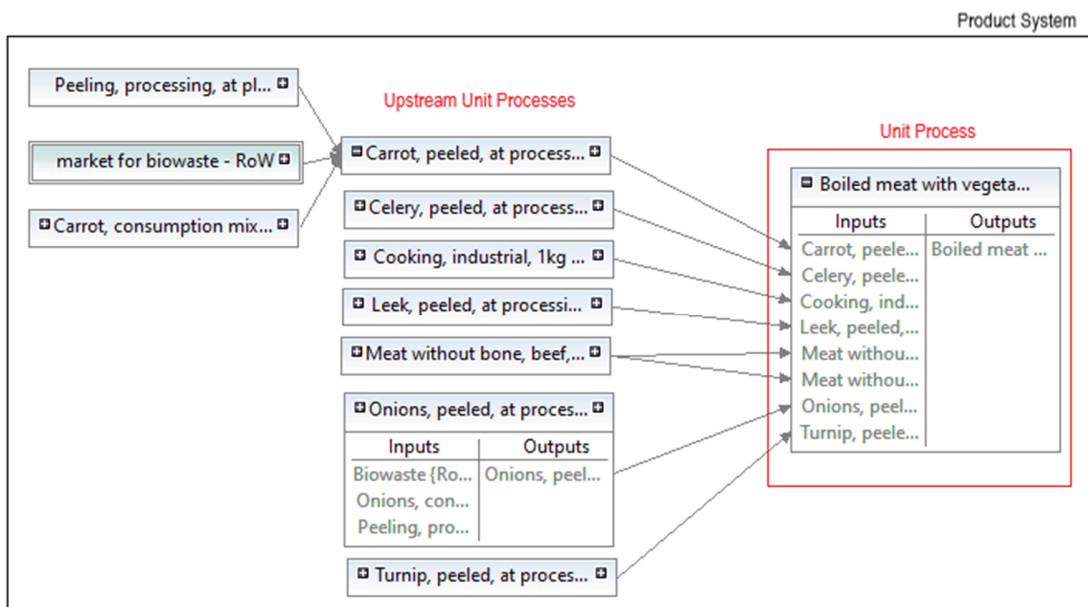 Product System
Peeling, processing, at pl...
Upstream Unit Processes
Unit Process
market for biowaste - RoW
Carrot, peeled, at process...
Carrot, consumption mix...
Celery, peeled, at process...
Cooking, industrial, 1kg ...
Leek, peeled, at processi...
Meat without bone, beef,...
Onions, peeled, at process...
Inputs Outputs
Biowaste {Ro... Onions, peel...
Onions, con...
Peeling, pro...
Turnip, peeled, at proces...
Boiled meat with vegeta...
Inputs Outputs
Carrot, peele... Boiled meat ...
Celery, peele...
Cooking, ind...
Leek, peeled,...
Meat withou...
Meat withou...
Onions, peel...
Turnip, peele...